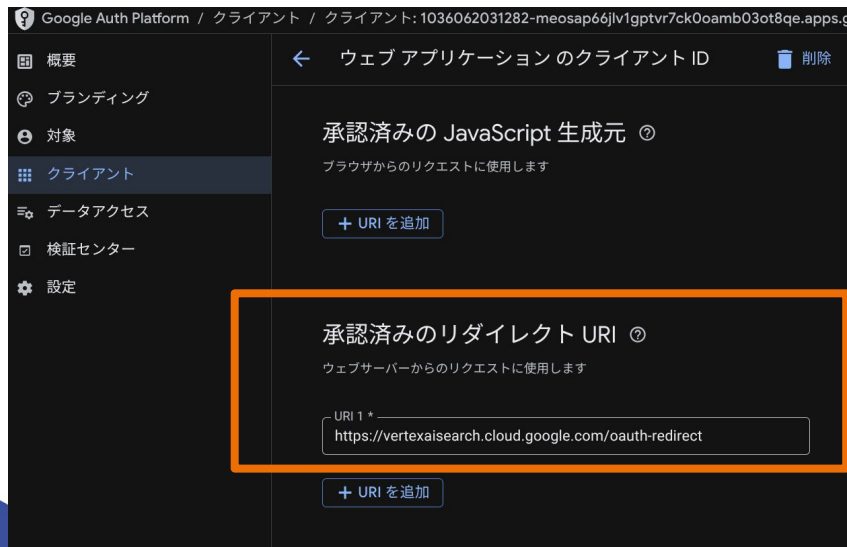 Google Auth Platform / クライアント / クライアント: 1036062031282-meosap66jlv1gptvr7ck0oamb03ot8qe.apps.g
概要
ブランディング
対象
クライアント
データアクセス
検証センター
設定
ウェブ アプリケーション のクライアント ID
削除
承認済みの JavaScript 生成元
ブラウザからのリクエストに使用します
+ URI を追加
承認済みのリダイレクト URI
ウェブサーバーからのリクエストに使用します
URI 1 *
https://vertexaisearch.cloud.google.com/oauth-redirect
+ URI を追加